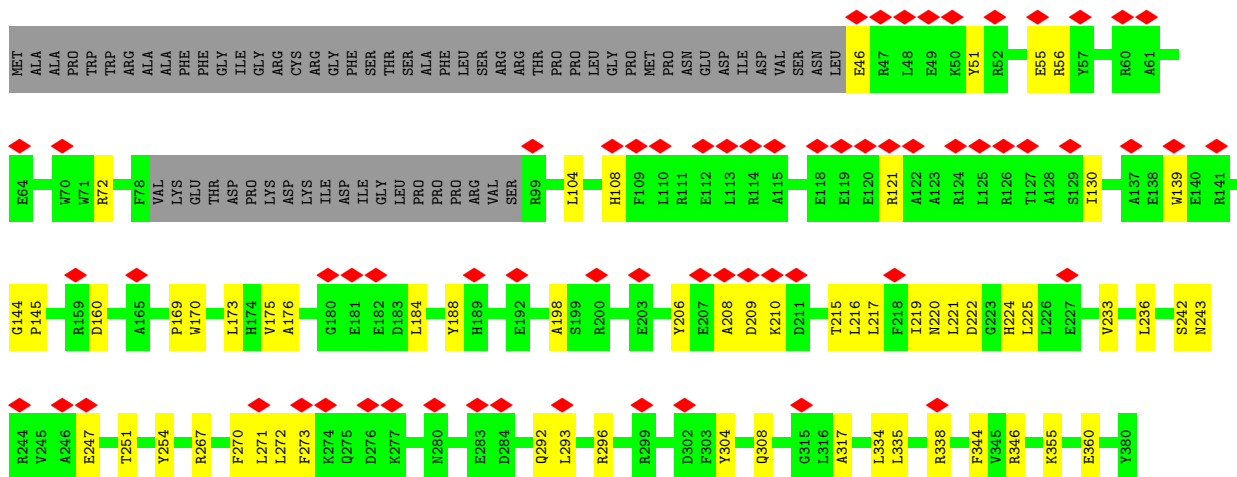 MET ALA ALA PRO TRP TRP ARG ALA ALA PHE PHE GLY ILE GLY ARG CYS ARG GLY PHE SER THR SER ALA PHE LEU SER ARG ARG THR PRO PRO LEU GLY PRO MET PRO ASN GLU ASP ILE ASP VAL SER ASN LEU E46 R47 L48 E49 K50 Y51 R52 E55 R56 Y57 R60 A61
E64 W70 W71 R72 F78 VAL LYS GLU THR ASP PRO LYS ASP LYS ILE ASP ILE GLY LEU PRO PRO PRO ARG VAL SER R99 L104 H108 F109 L110 R111 E112 L113 R114 A115 E118 E119 E120 R121 A122 A123 R124 L125 R126 T127 A128 S129 I130 A137 E138 W139 E140 R141
G144 P145 R159 D160 A165 P169 W170 L173 H174 V175 A176 G180 E181 E182 D183 L184 Y188 H189 E192 A198 S199 R200 E203 Y206 E207 A208 D209 K210 D211 T215 L216 L217 F218 T219 N220 L221 D222 G223 H224 L225 L226 E227 V233 L236 S242 N243
R244 V245 A246 E247 T251 Y254 R267 F270 L271 L272 F273 K274 Q275 D276 K277 N280 E283 D284 Q292 L293 R296 R299 D302 F303 Y304 Q308 G315 L316 A317 L334 L335 R338 F344 V345 R346 K355 E360 Y380